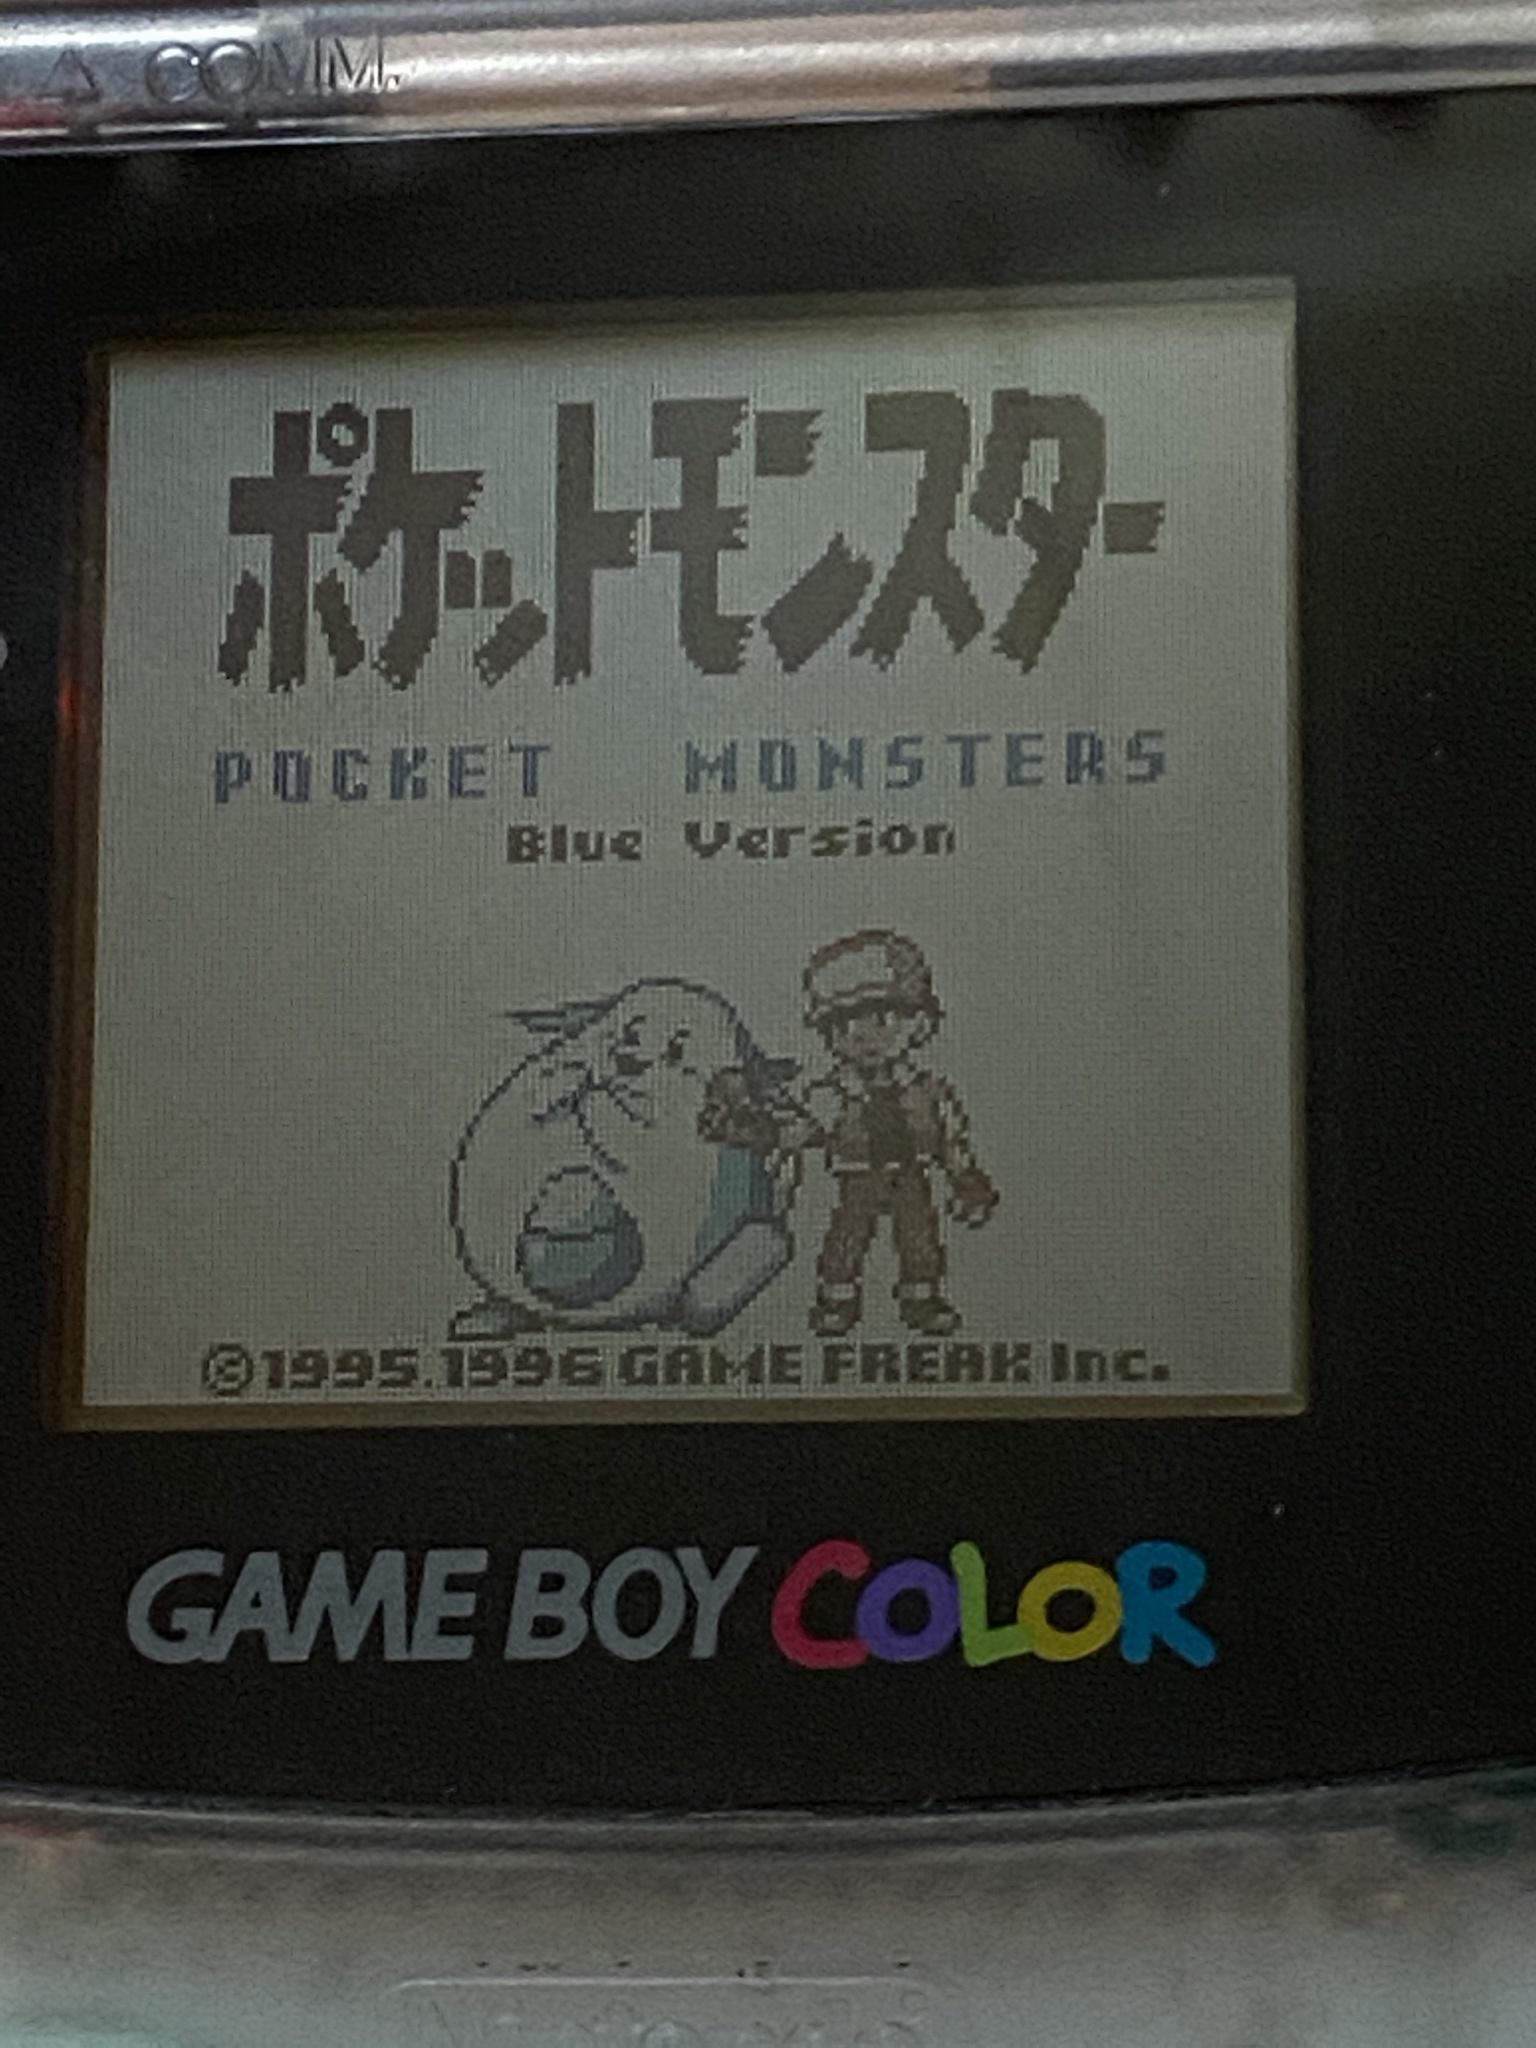 COMM.
ポケットモンスター
POCKET MONSTERS
Blue Version
©1995.1996 GAME FREAK Inc.
GAME BOY COLOR